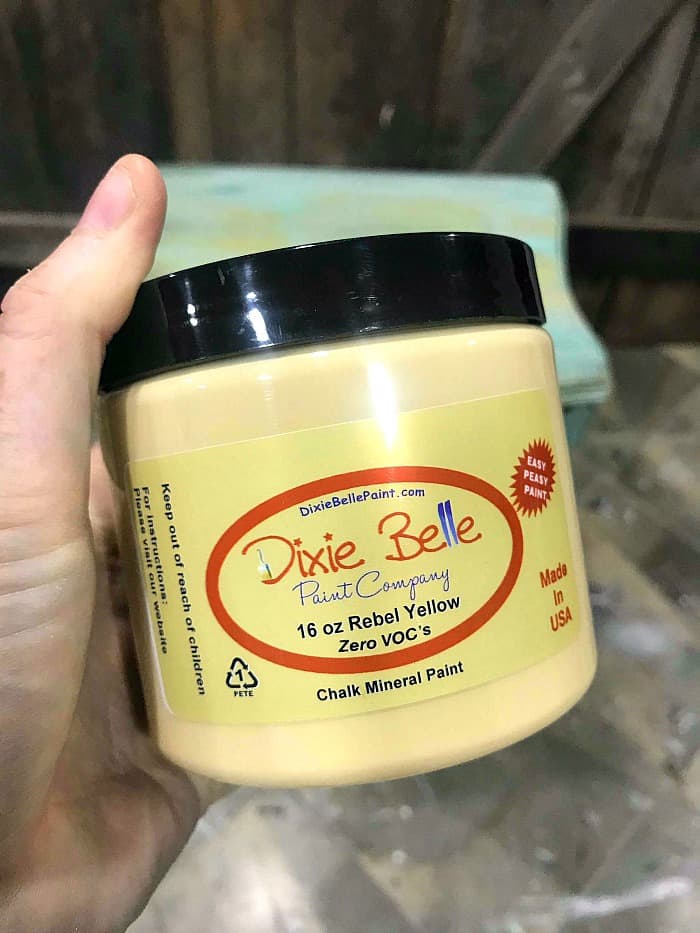 DixieBellePaint.com
Dixie Belle
Paint Company
16 oz Rebel Yellow
Zero VOC's
Chalk Mineral Paint
EASY
PEASY
PAINT
Made
In
USA
Keep out of reach of children
For instructions:
Please visit our website
1
PETE